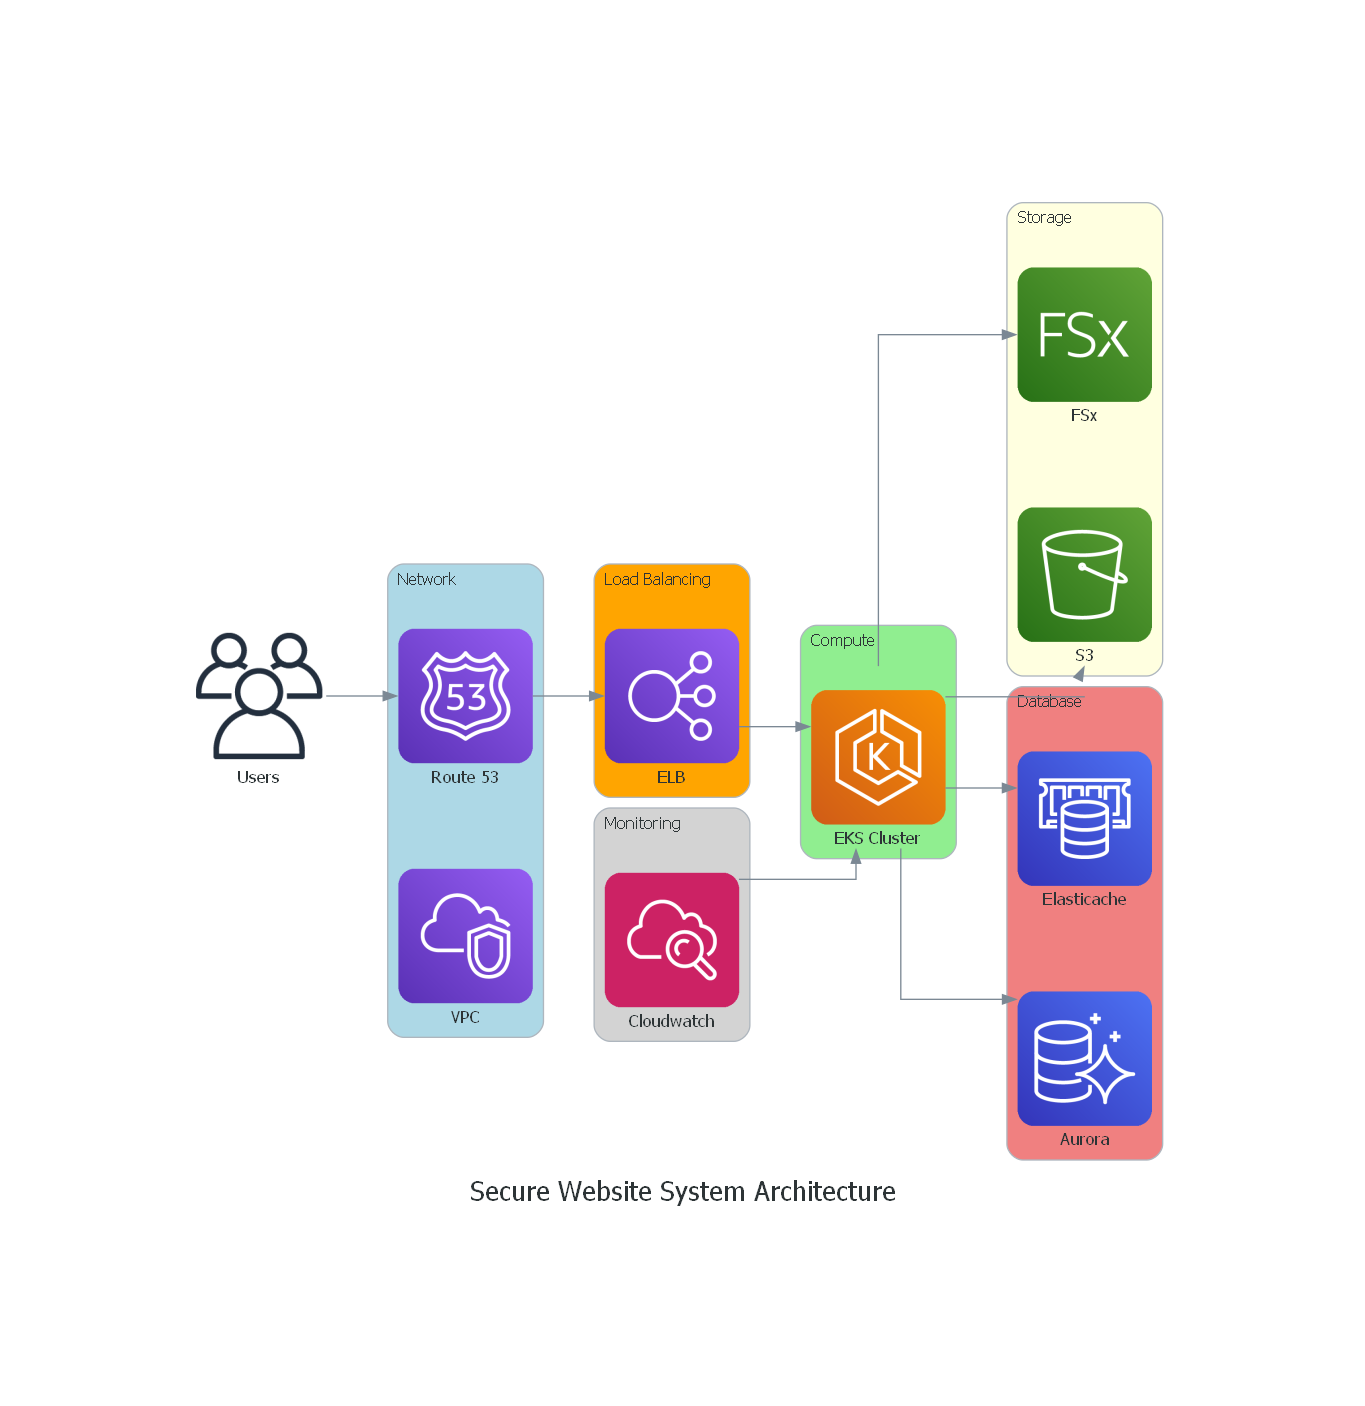 Storage
FSx
FSx
S3
Network
53
Route 53
VPC
Load Balancing
ELB
Monitoring
Cloudwatch
Compute
K
EKS Cluster
Database
Elasticache
Aurora
Users
Secure Website System Architecture